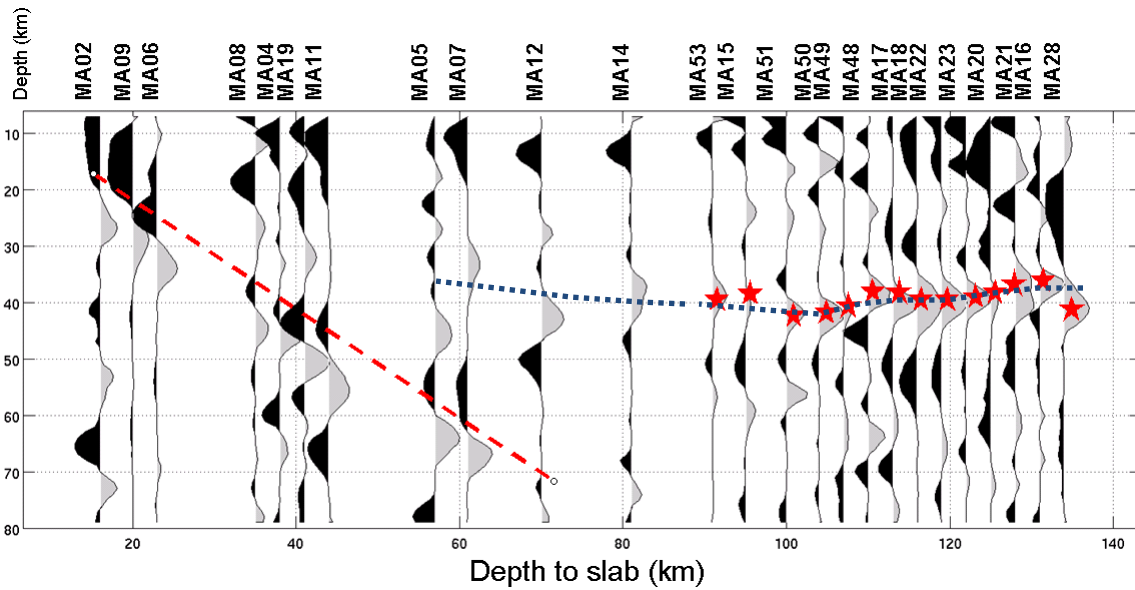 Depth (km)
MA02
MA09
MA06
MA08
MA04
MA19
MA11
MA05
MA07
MA12
MA14
MA53
MA15
MA51
MA50
MA49
MA48
MA17
MA18
MA22
MA23
MA20
MA21
MA16
MA28
10
20
30
40
50
60
70
80
20 40 60 80 100 120 140
Depth to slab (km)